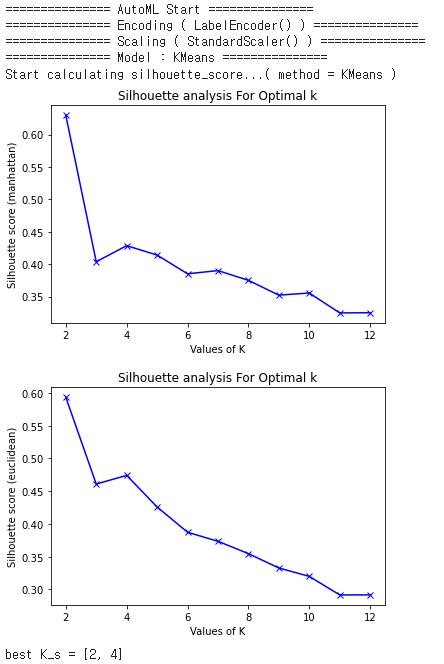 =============== AutoML Start ===============
=============== Encoding ( LabelEncoder() ) ===============
=============== Scaling ( StandardScaler() ) ===============
=============== Model : KMeans ===============
Start calculating silhouette_score...( method = KMeans )
Silhouette analysis For Optimal k
Silhouette score (manhattan)
0.60
0.55
0.50
0.45
0.40
0.35
2 4 6 8 10 12
Values of K
Silhouette analysis For Optimal k
Silhouette score (euclidean)
0.60
0.55
0.50
0.45
0.40
0.35
0.30
2 4 6 8 10 12
Values of K
best K_s = [2, 4]